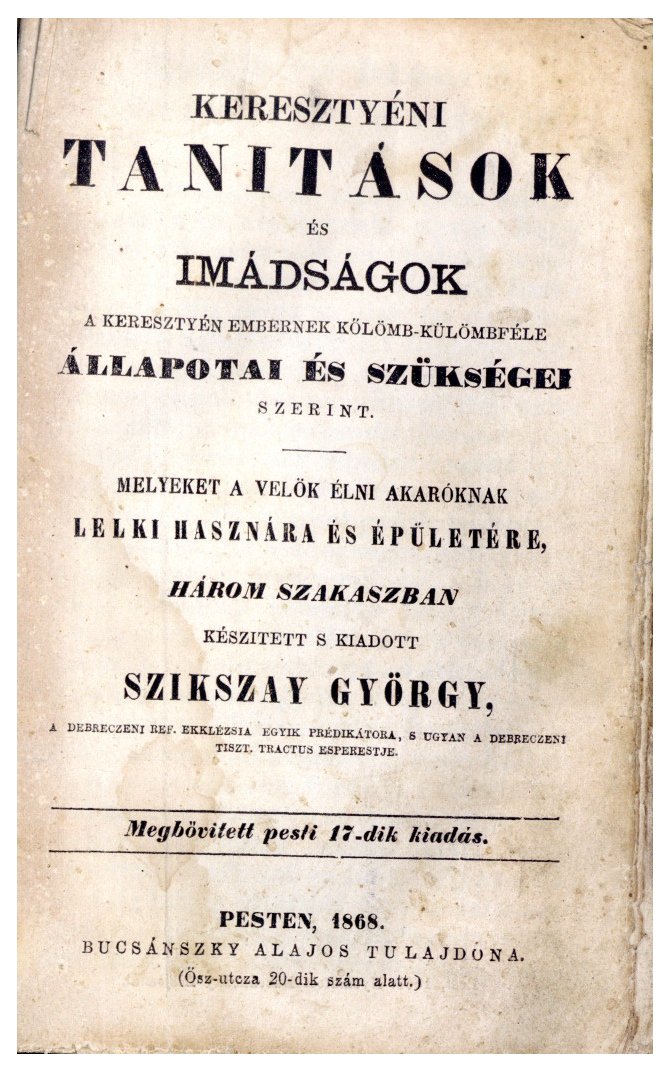 KERESZTYÉNI
TANITÁSOK
ÉS
IMÁDSÁGOK
A KERESZTYÉN EMBERNEK KŐLÖMB-KÜLÖMBFÉLE
ÁLLAPOTAI ÉS SZÜKSÉGEI
SZERINT.
MELYEKET A VELÖK ÉLNI AKARÓKNAK
LELKI HASZNÁRA ÉS ÉPÜLETÉRE,
HÁROM SZAKASZBAN
KÉSZITETT S KIADOTT
SZIKSZAY GYÖRGY,
A DEBRECZENI REF. EKKLÉZSIA EGYIK PRÉDIKÁTORA, S UGYAN A DEBRECZENI
TISZT. TRACTUS ESPERESTJE.
Megbövitett pesti 17-dik kiadás.
PESTEN, 1868.
BUCSÁNSZKY ALAJOS TULAJDONA.
(Ősz-utcza 20-dik szám alatt.)